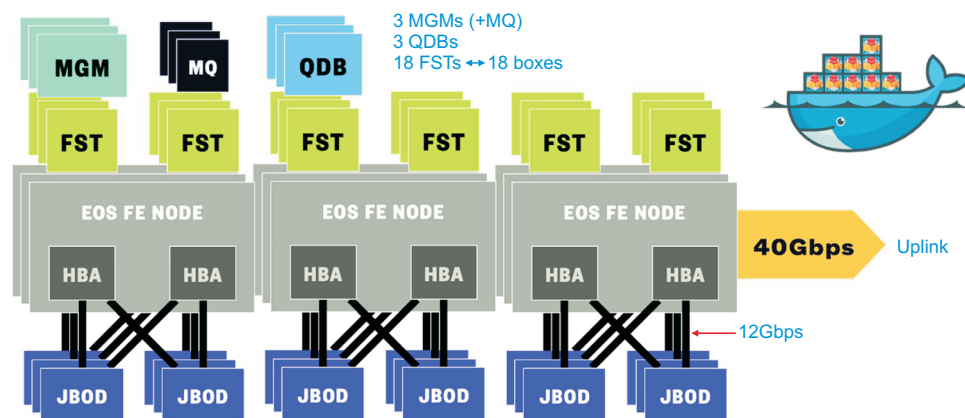 3 MGMs (+MQ)
3 QDBs
18 FSTs ↔ 18 boxes
MGM
MQ
QDB
FST
FST
FST
FST
FST
FST
EOS FE NODE
EOS FE NODE
EOS FE NODE
40Gbps
Uplink
HBA
HBA
HBA
HBA
HBA
HBA
12Gbps
JBOD
JBOD
JBOD
JBOD
JBOD
JBOD